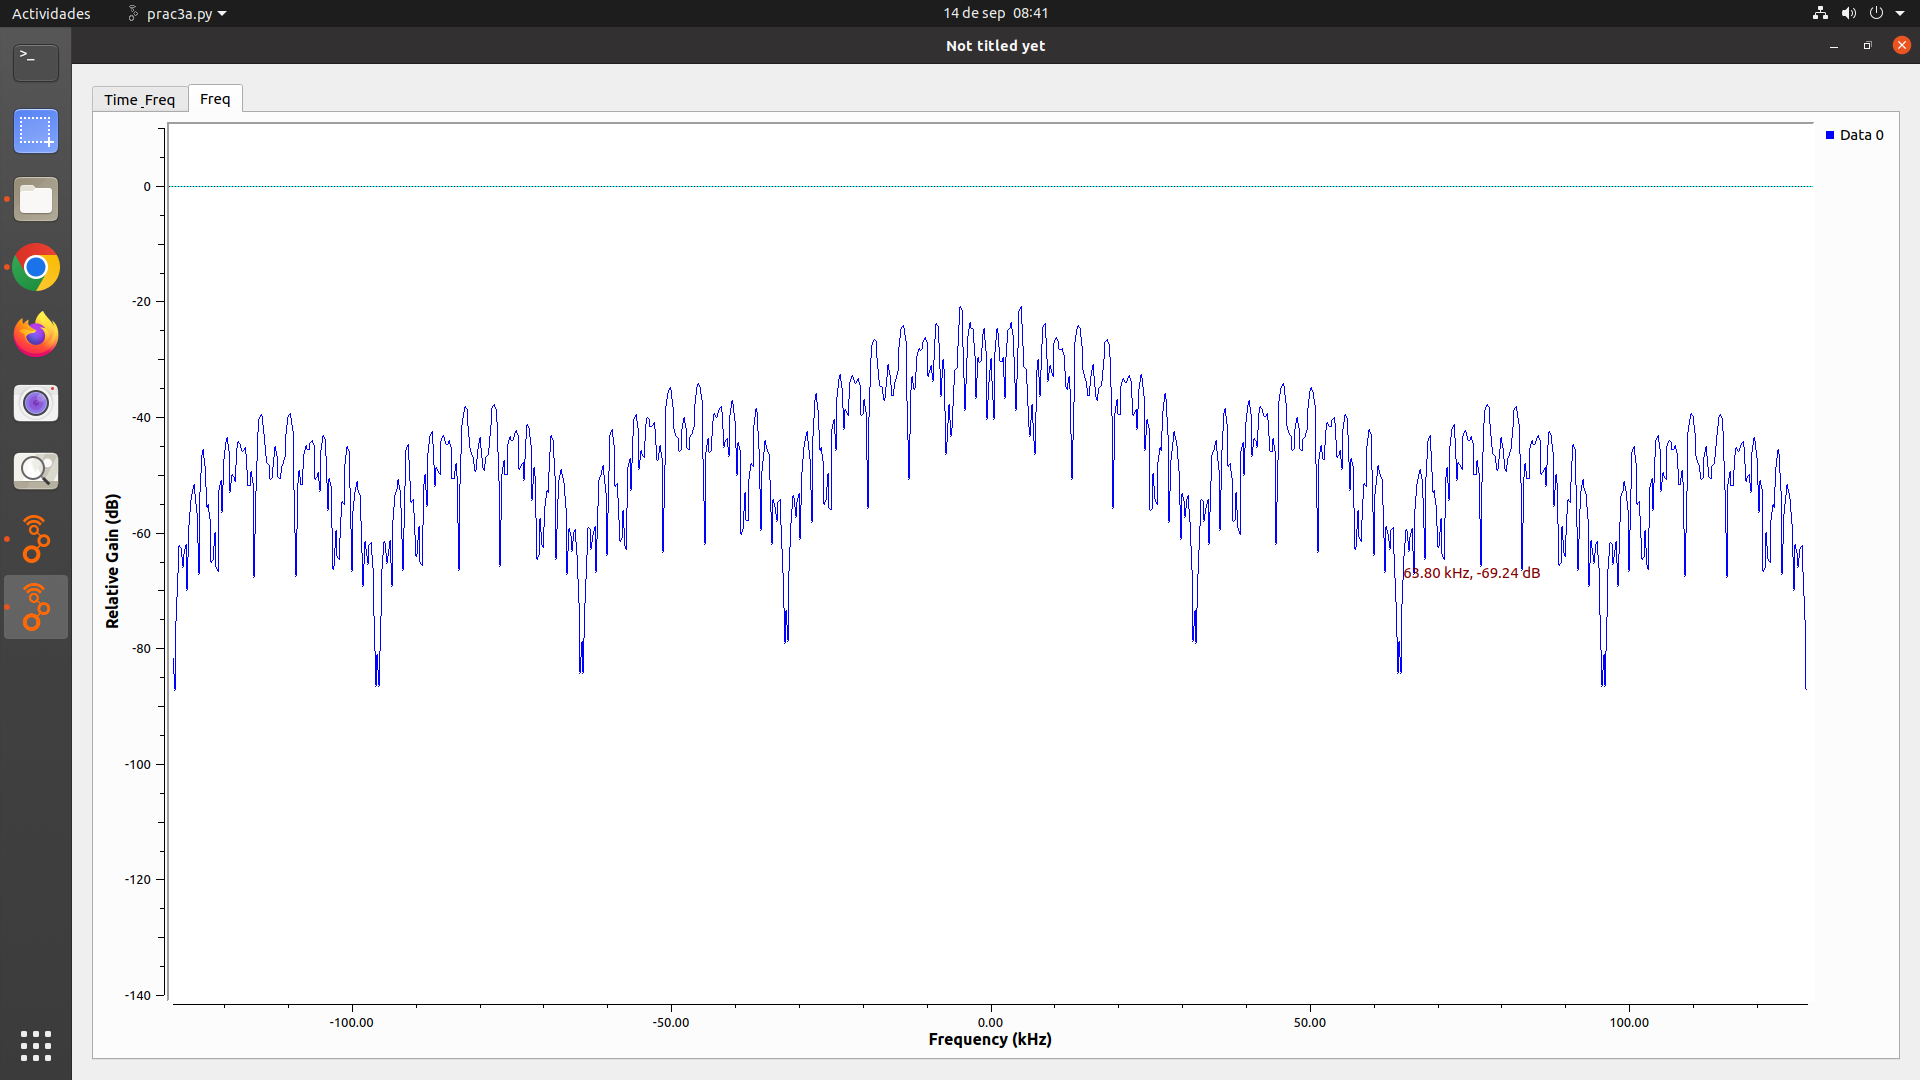 Actividades prac3a.py 14 de sep 08:41
Not titled yet
Time_Freq Freq
Data 0
0
-20
-40
-60
-80
-100
-120
-140
Relative Gain (dB)
63.80 kHz, -69.24 dB
-100.00 -50.00 0.00 50.00 100.00
Frequency (kHz)